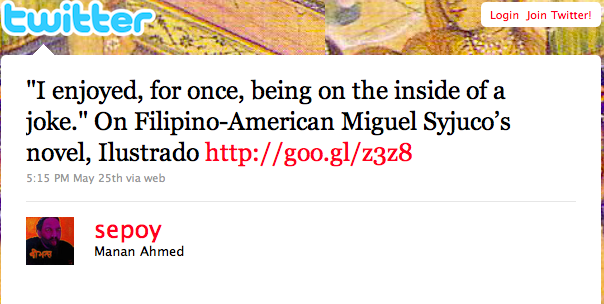 twitter
Login Join Twitter!
"I enjoyed, for once, being on the inside of a
joke." On Filipino-American Miguel Syjuco’s
novel, Ilustrado http://goo.gl/z3z8
5:15 PM May 25th via web
sepoy
Manan Ahmed